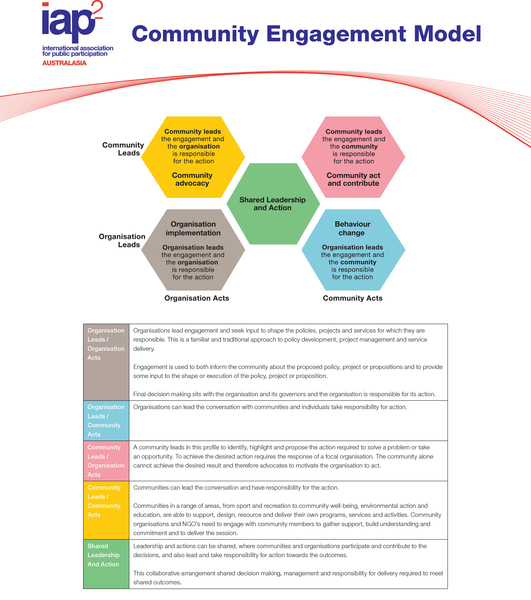 iap2
international association
for public participation
AUSTRALASIA
Community Engagement Model
Community
Leads
Community leads
the engagement and
the organisation
is responsible
for the action
Community
advocacy
Community leads
the engagement and
the community
is responsible
for the action
Community act
and contribute
Shared Leadership
and Action
Organisation
Leads
Organisation
implementation
Organisation leads
the engagement and
the organisation
is responsible
for the action
Behaviour
change
Organisation leads
the engagement and
the community
is responsible
for the action
Organisation Acts
Community Acts
Organisation
Leads /
Organisation
Acts
Organisations lead engagement and seek input to shape the policies, projects and services for which they are
responsible. This is a familiar and traditional approach to policy development, project management and service
delivery.
Engagement is used to both inform the community about the proposed policy, project or propositions and to provide
some input to the shape or execution of the policy, project or proposition.
Final decision making sits with the organisation and its governors and the organisation is responsible for its action.
Organisation
Leads /
Community
Acts
Organisations can lead the conversation with communities and individuals take responsibility for action.
Community
Leads /
Organisation
Acts
A community leads in this profile to identify, highlight and propose the action required to solve a problem or take
an opportunity. To achieve the desired action requires the response of a focal organisation. The community alone
cannot achieve the desired result and therefore advocates to motivate the organisation to act.
Community
Leads /
Community
Acts
Communities can lead the conversation and have responsibility for the action.
Communities in a range of areas, from sport and recreation to community well-being, environmental action and
education, are able to support, design, resource and deliver their own programs, services and activities. Community
organisations and NGO's need to engage with community members to gather support, build understanding and
commitment and to deliver the session.
Shared
Leadership
And Action
Leadership and actions can be shared, where communities and organisations participate and contribute to the
decisions, and also lead and take responsibility for action towards the outcomes.
This collaborative arrangement shared decision making, management and responsibility for delivery required to meet
shared outcomes.